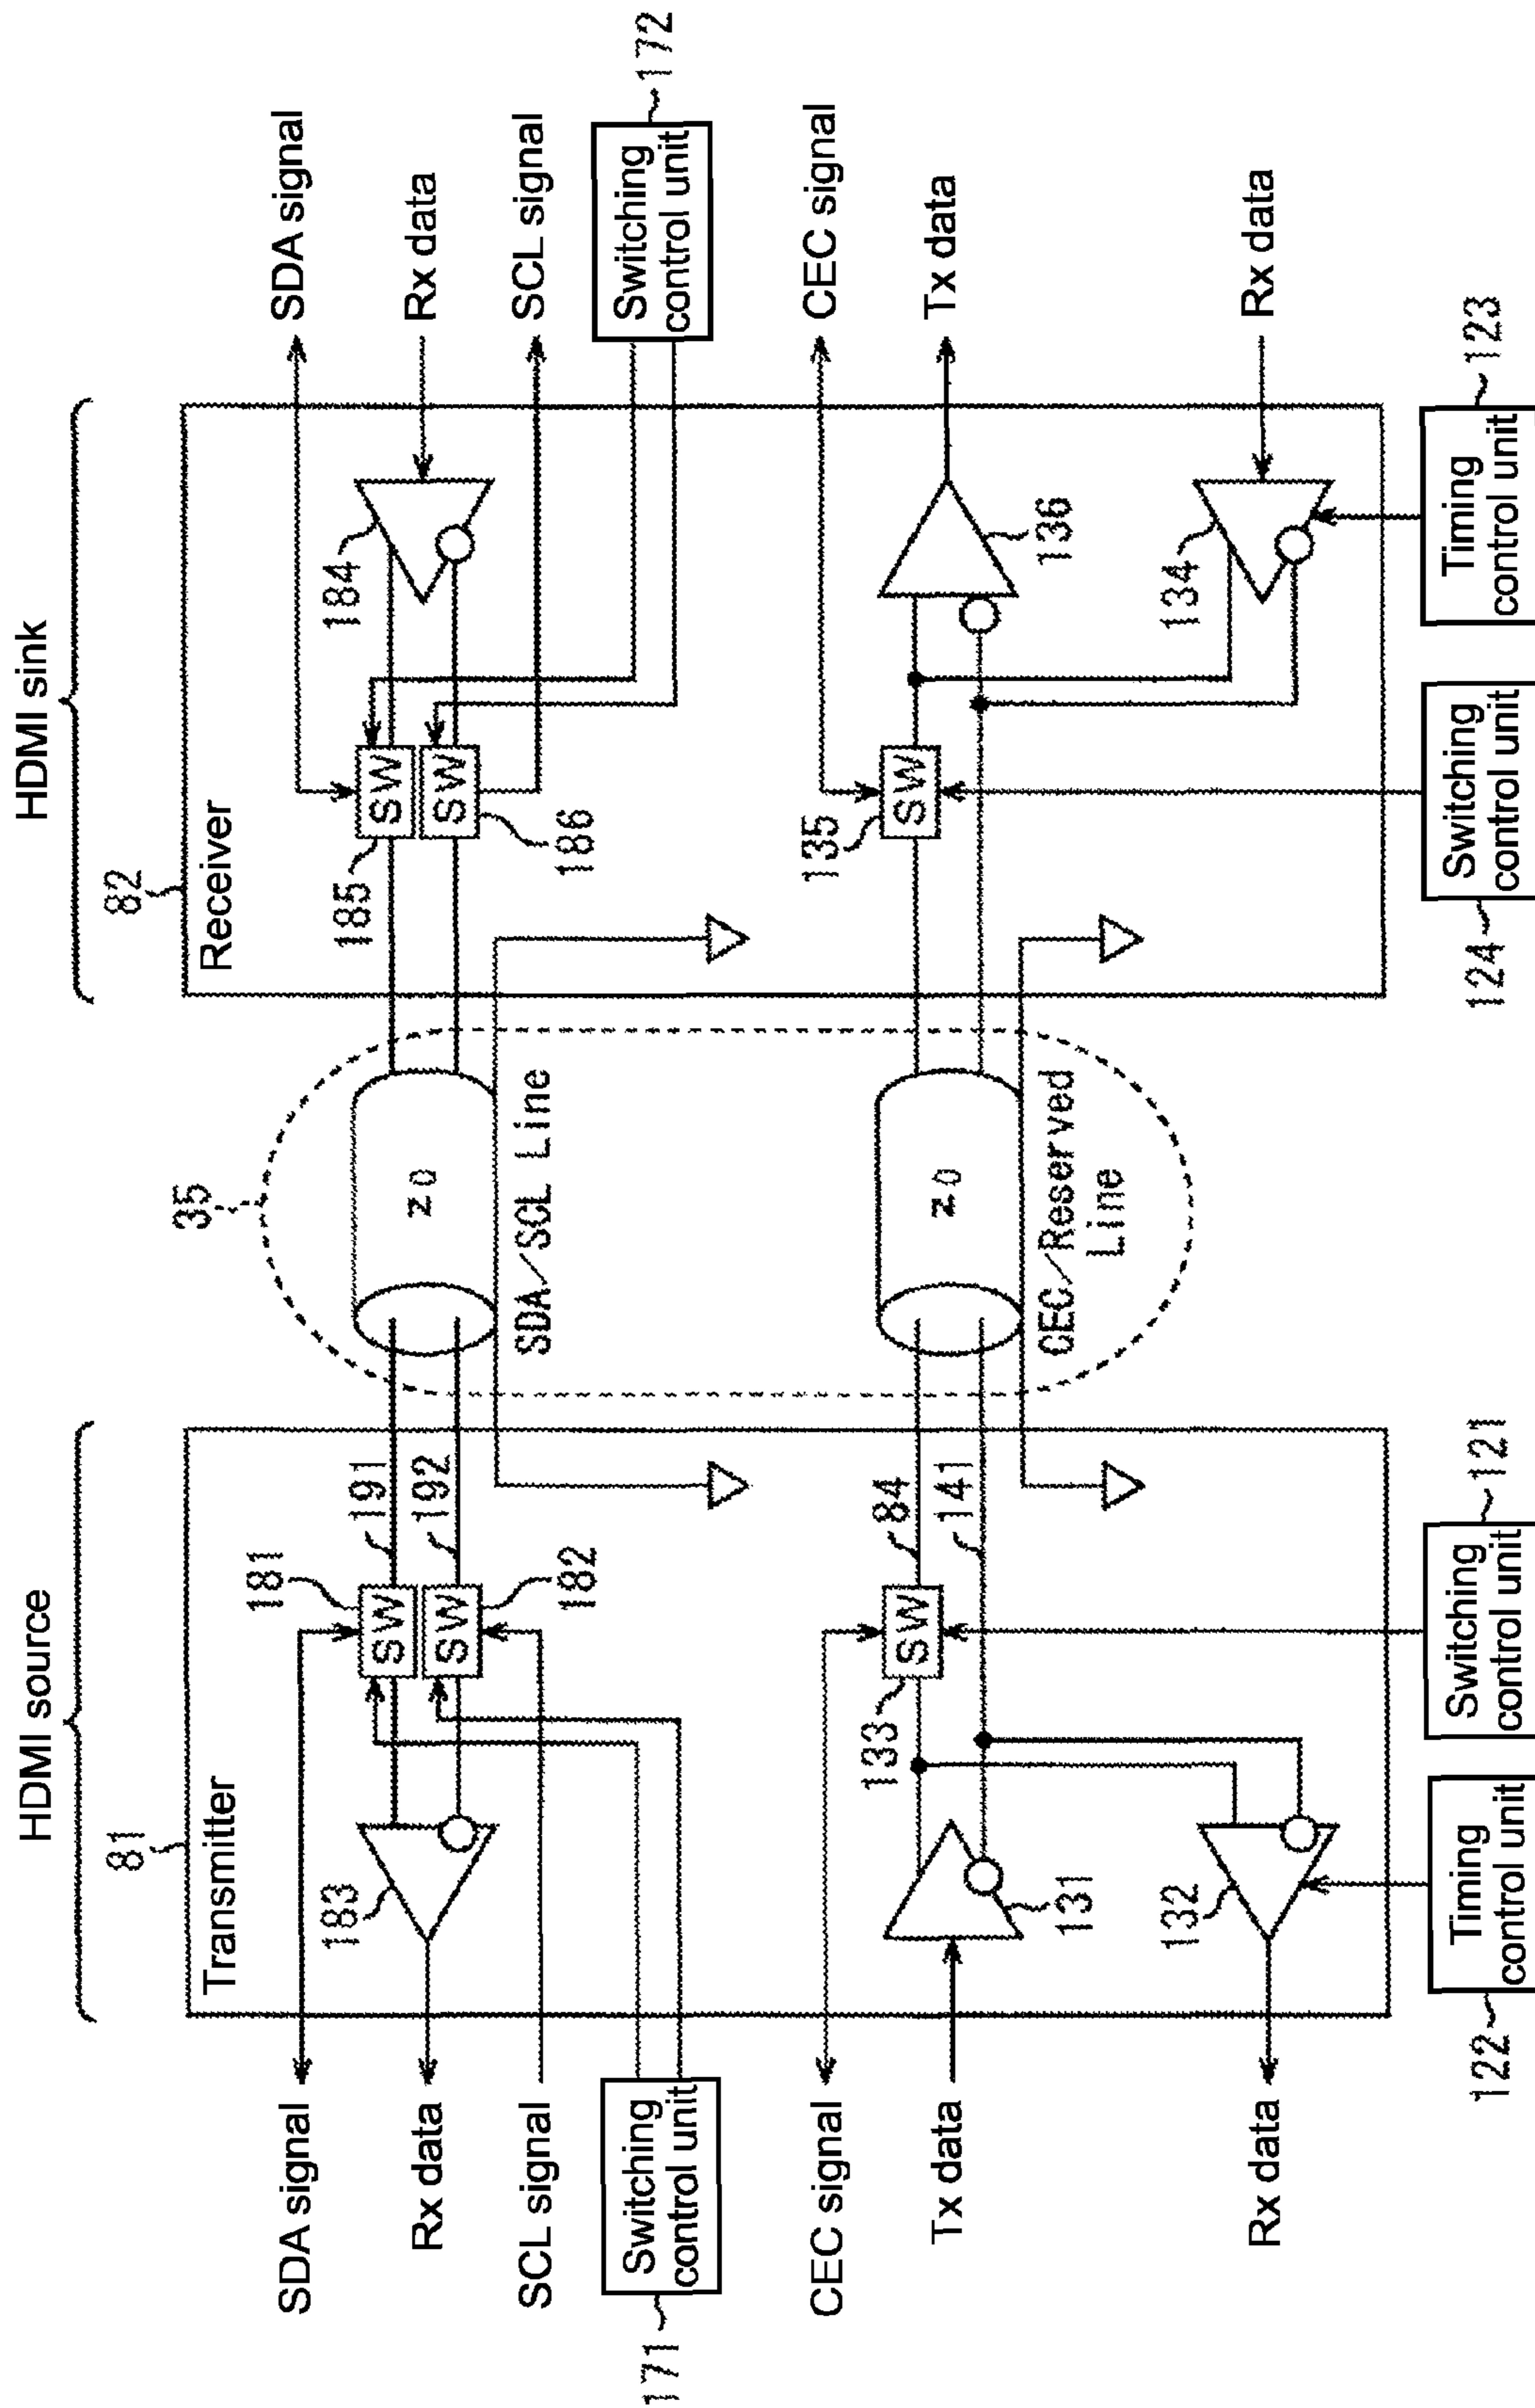 HDMI source
HDMI sink
81
Transmitter
82
Receiver
35
SDA signal
Rx data
SCL signal
Switching
control unit
171
183
181
SW
SW
182
191
192
Z0
SDA/SCL Line
185
SW
SW
186
184
SDA signal
Rx data
SCL signal
Switching
control unit
172
CEC signal
Tx data
Rx data
131
132
133
SW
84
141
Z0
CEC/Reserved
Line
135
SW
136
134
CEC signal
Tx data
Rx data
122
Timing
control unit
Switching
control unit
121
124
Switching
control unit
Timing
control unit
123